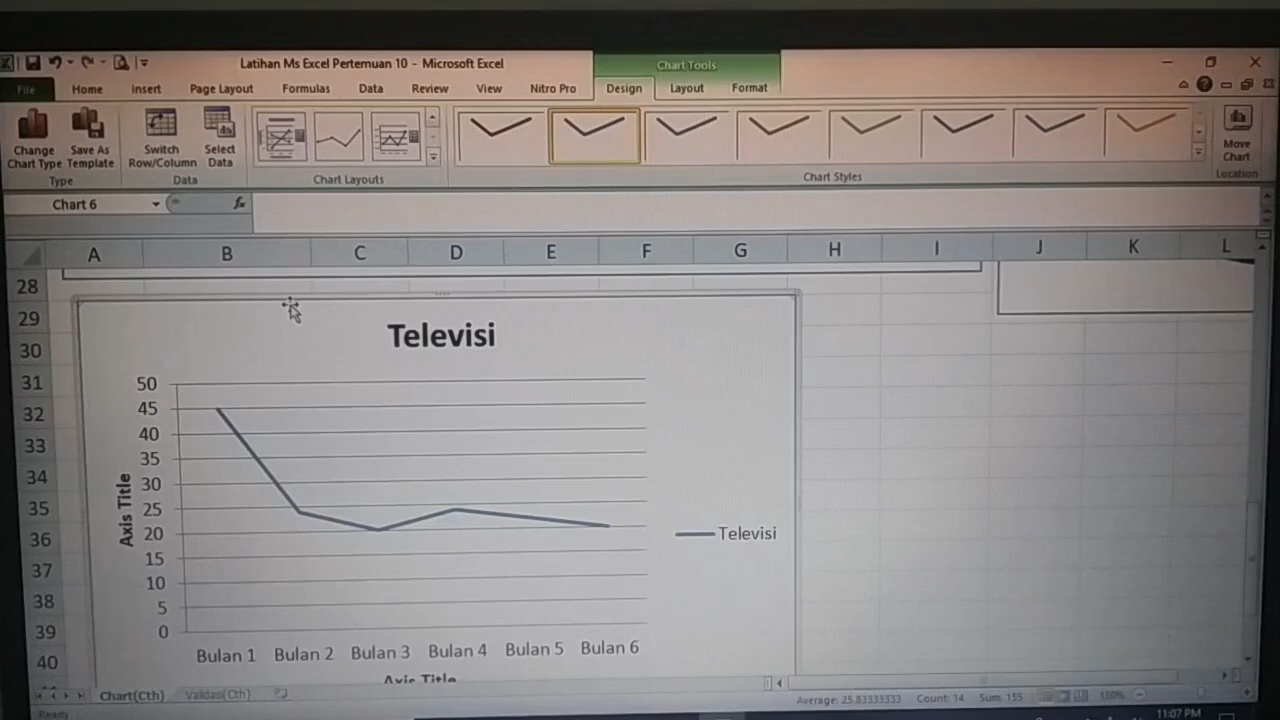 Latihan Ms Excel Pertemuan 10 - Microsoft Excel
Chart Tools
File Home Insert Page Layout Formulas Data Review View Nitro Pro Design Layout Format
Change Chart Type
Save As Template
Switch Row/Column
Select Data
Move Chart
Type Data Chart Layouts Chart Styles Location
Chart 6 fx
A B C D E F G H I J K L
28
29
30
31
32
33
34
35
36
37
38
39
40
Televisi
50
45
40
35
30
25
20
15
10
5
0
Axis Title
Televisi
Bulan 1 Bulan 2 Bulan 3 Bulan 4 Bulan 5 Bulan 6
Axis Title
Chart(Cth) Validasi(Cth)
Ready Average: 25.83333333 Count: 14 Sum: 155 150%
11:07 PM